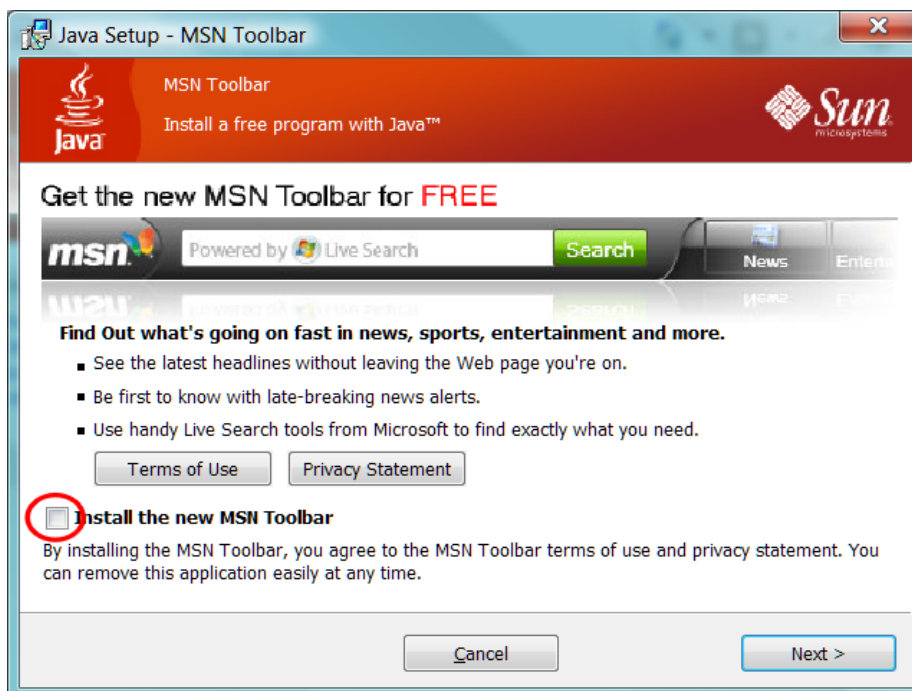 Java Setup - MSN Toolbar
MSN Toolbar
Install a free program with Java™
Java
Sun
microsystems
Get the new MSN Toolbar for FREE
msn Powered by Live Search Search News
Find Out what's going on fast in news, sports, entertainment and more.
See the latest headlines without leaving the Web page you're on.
Be first to know with late-breaking news alerts.
Use handy Live Search tools from Microsoft to find exactly what you need.
Terms of Use Privacy Statement
Install the new MSN Toolbar
By installing the MSN Toolbar, you agree to the MSN Toolbar terms of use and privacy statement. You
can remove this application easily at any time.
Cancel Next >